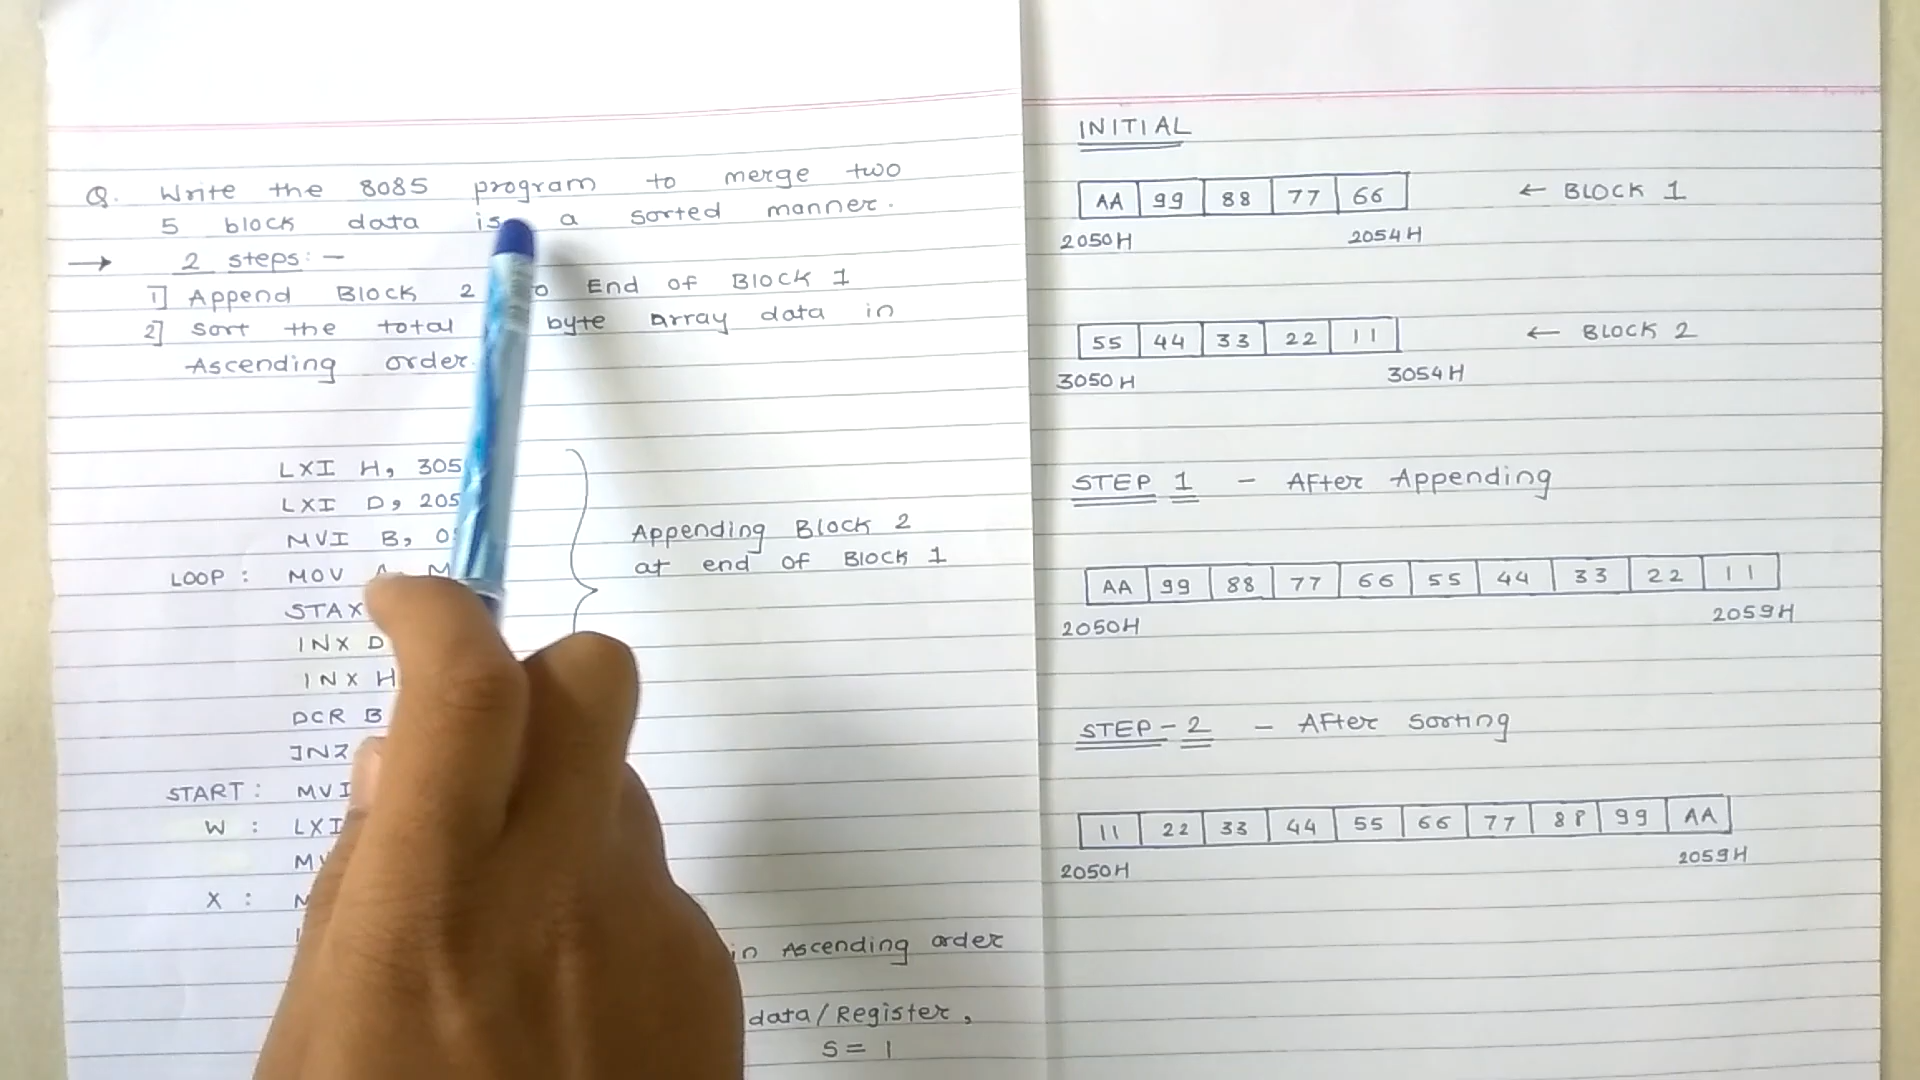 Q. Write the 8085 program to merge two
5 block data is a sorted manner.
→ 2 steps: -
1] Append Block 2 End of Block 1
2] Sort the total byte array data in
Ascending order.
LXI H, 305
LXI D, 205
MVI B, 0
LOOP : MOV
STAX
INX D
INX H
DCR B
JNZ
START : MVI
W : LXI
X :
Appending Block 2
at end of Block 1
in Ascending order
data/Register,
S = 1
INITIAL
AA 99 88 77 66 ← BLOCK 1
2050H 2054H
55 44 33 22 11 ← BLOCK 2
3050H 3054H
STEP 1 - After Appending
AA 99 88 77 66 55 44 33 22 11
2050H 2059H
STEP-2 - After Sorting
11 22 33 44 55 66 77 88 99 AA
2050H 2059H